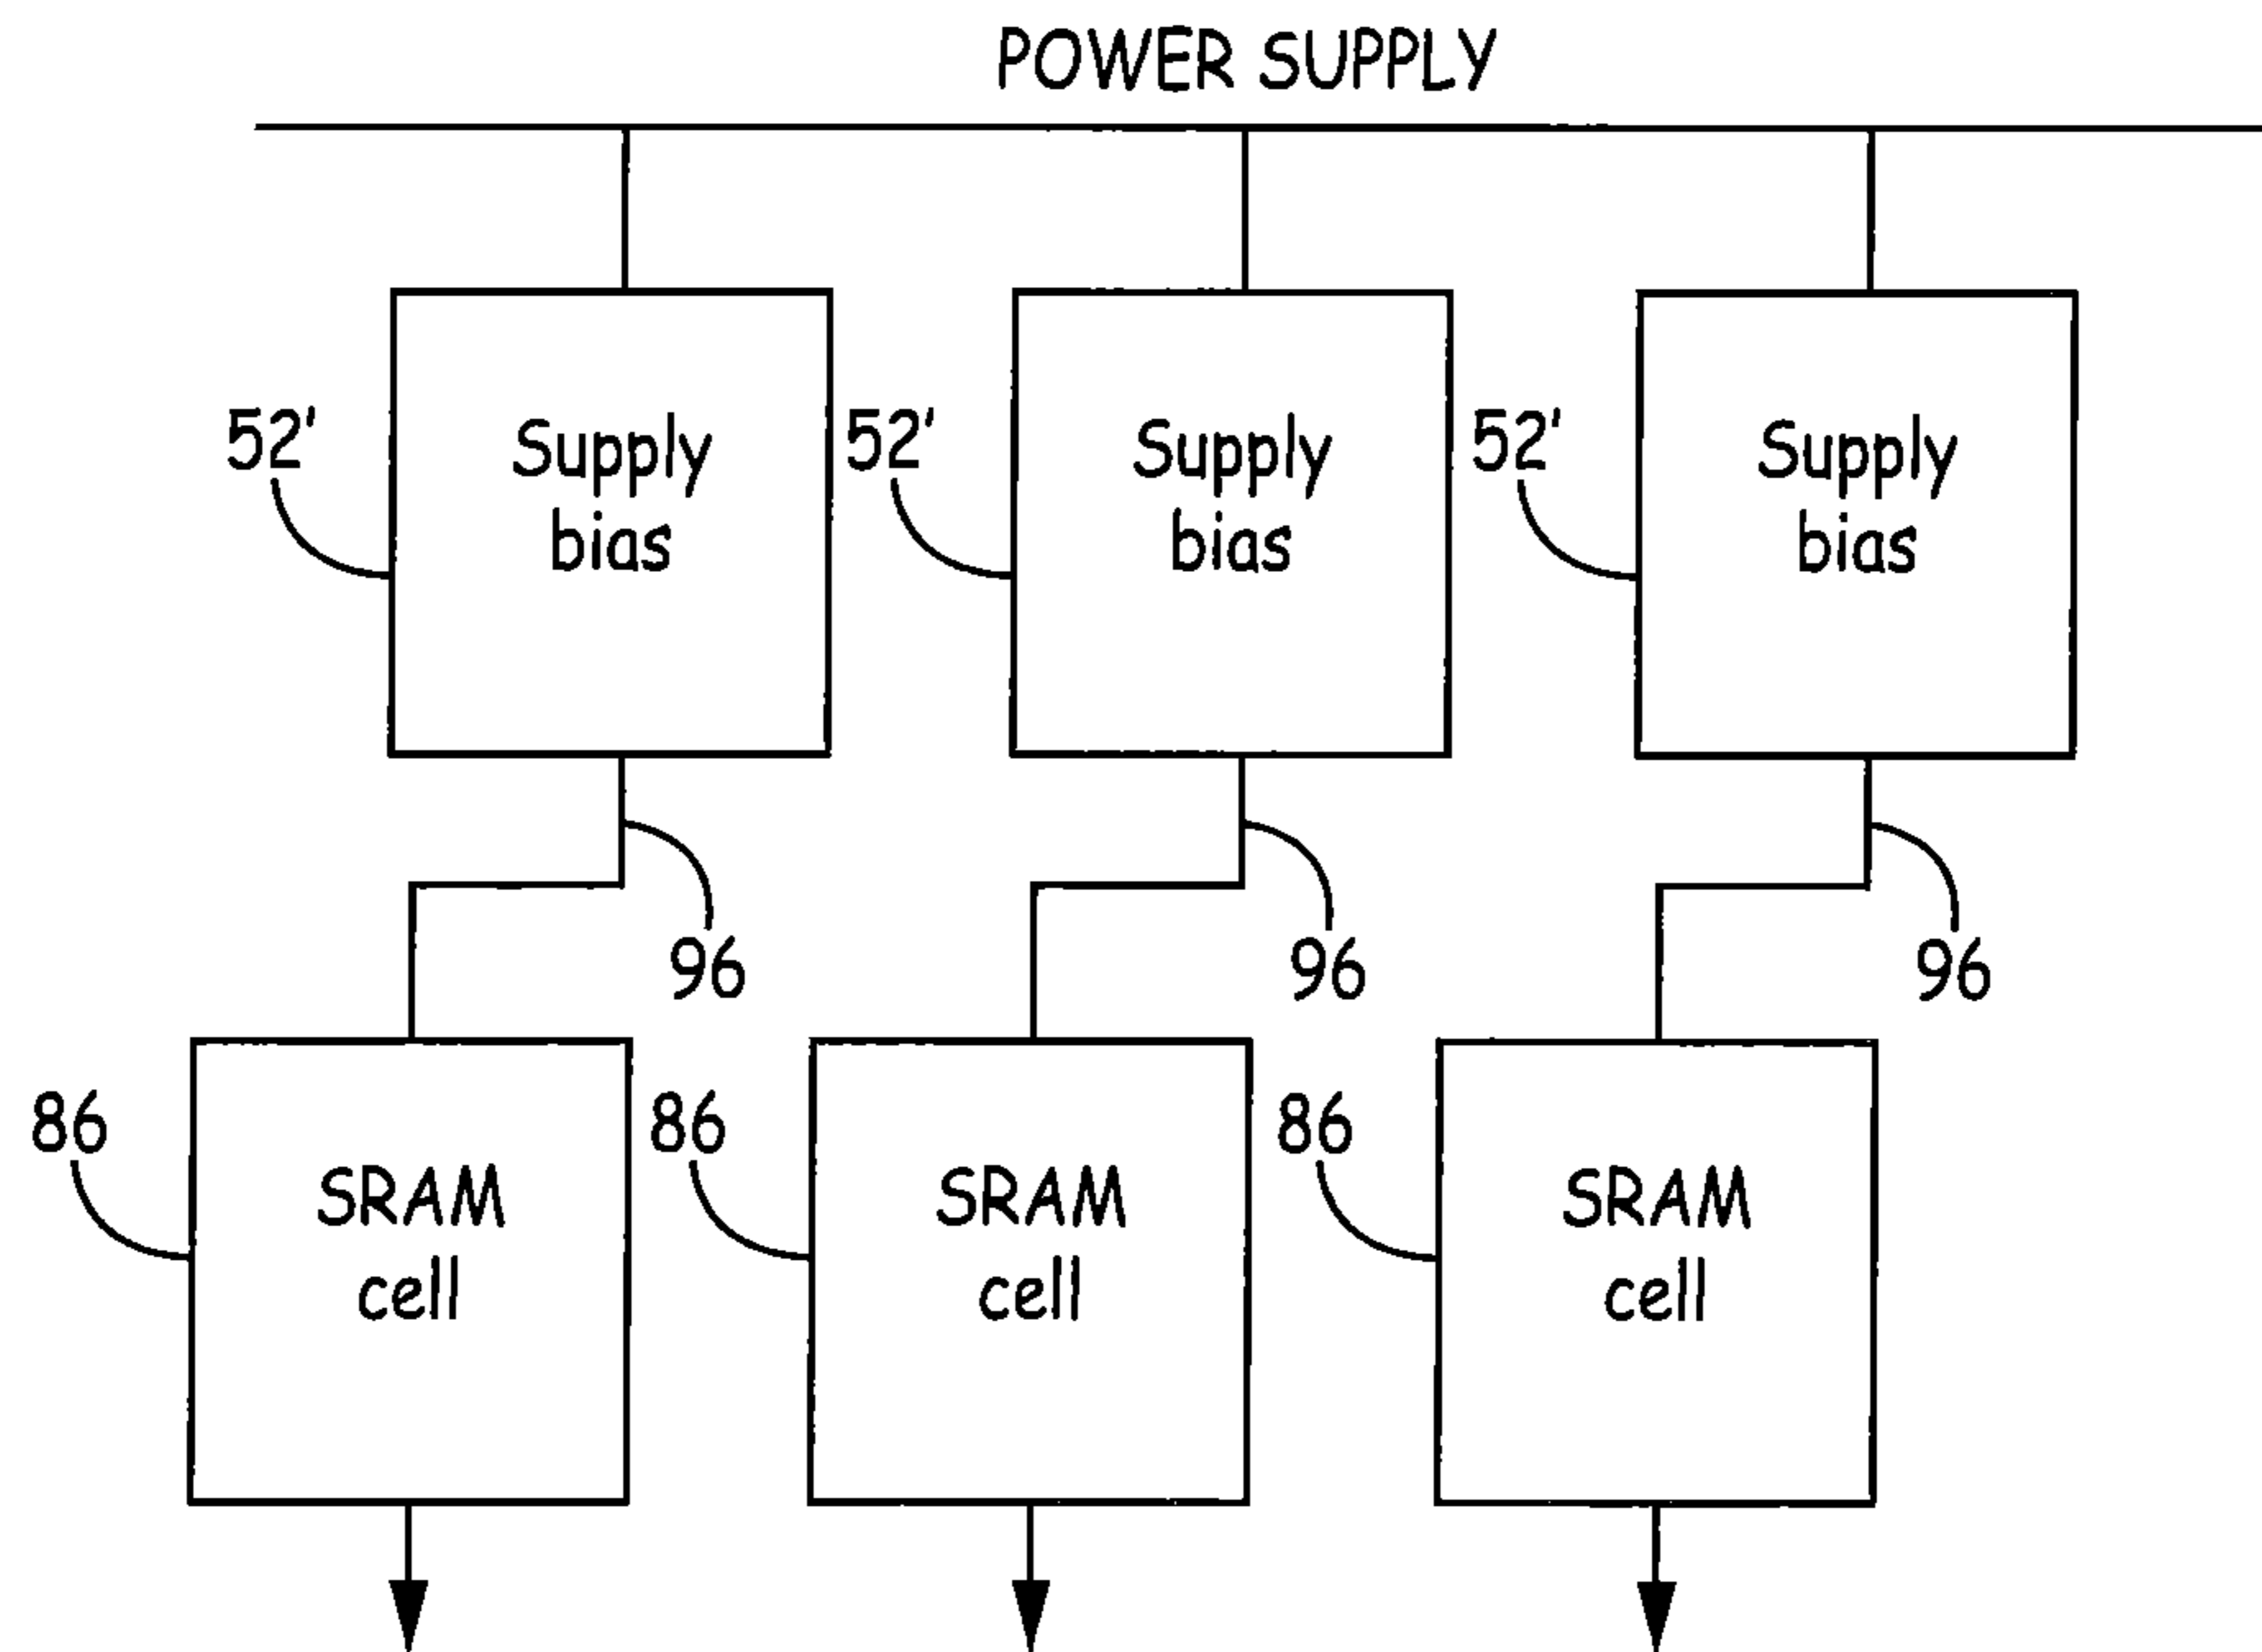 POWER SUPPLY
52'
Supply
bias
52'
Supply
bias
52'
Supply
bias
96
96
96
86
SRAM
cell
86
SRAM
cell
86
SRAM
cell